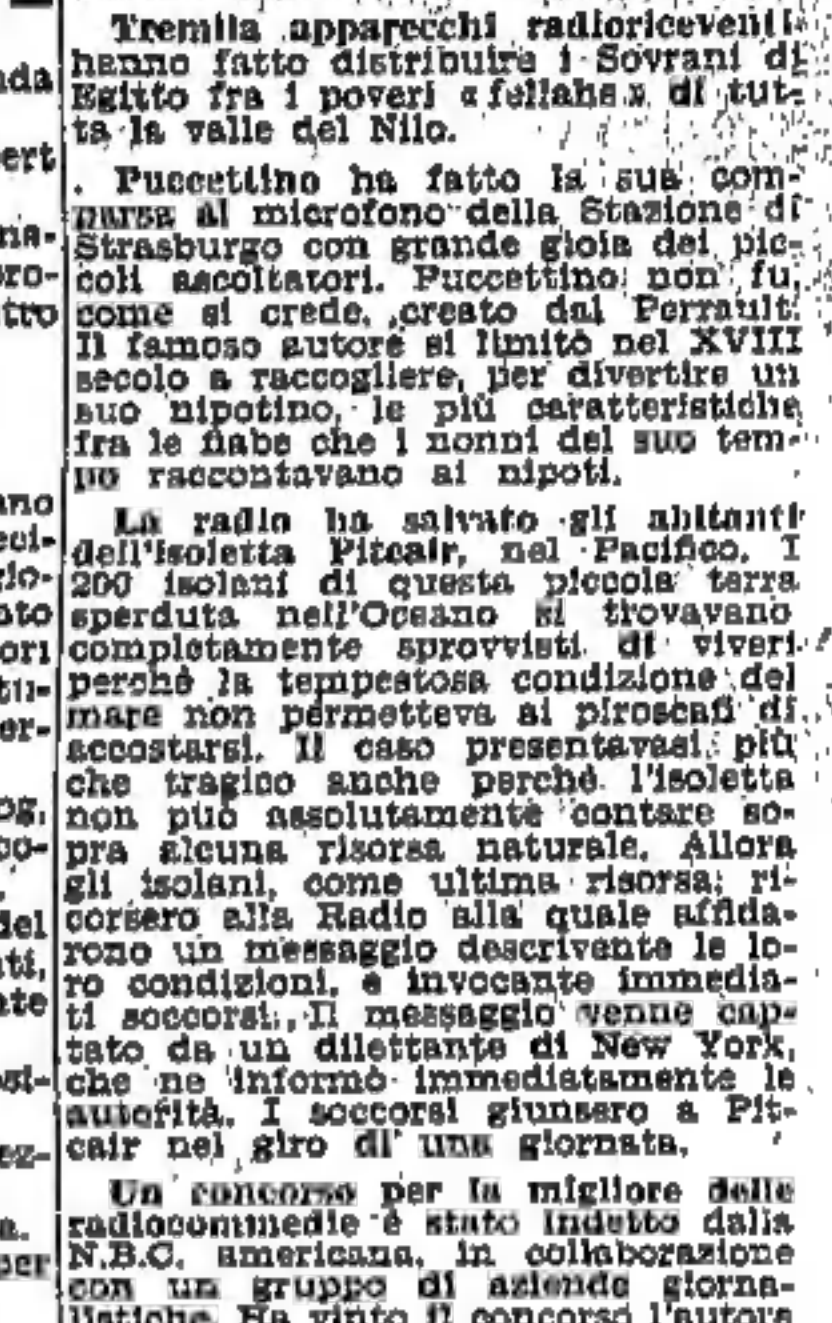 Tremila apparecchi radioriceventi
hanno fatto distribuire i Sovrani di
Egitto fra i poveri « fellahs » di tut-
ta la valle del Nilo.
Puccettino ha fatto la sua com-
parsa al microfono della Stazione di
Strasburgo con grande gioia dei pic-
coli ascoltatori. Puccettino non fu,
come si crede, creato dal Perrault.
Il famoso autore si limitò nel XVIII
secolo a raccogliere, per divertire un
suo nipotino, le più caratteristiche
fra le fiabe che i nonni del suo tem-
po raccontavano ai nipoti.
La radio ha salvato gli abitanti
dell'isoletta Pitcair, nel Pacifico. I
200 isolani di questa piccola terra
sperduta nell'Oceano si trovavano
completamente sprovvisti di viveri
perchè la tempestosa condizione del
mare non permetteva ai piroscafi di
accostarsi. Il caso presentavasi più
che tragico anche perchè l'isoletta
non può assolutamente contare so-
pra alcuna risorsa naturale. Allora
gli isolani, come ultima risorsa, ri-
corsero alla Radio alla quale affida-
rono un messaggio descrivente le lo-
ro condizioni, e invocante immedia-
ti soccorsi. Il messaggio venne cap-
tato da un dilettante di New York,
che ne informò immediatamente le
autorità. I soccorsi giunsero a Pit-
cair nel giro di una giornata.
Un concorso per la migliore delle
radiocommedie è stato indetto dalla
N.B.C. americana, in collaborazione
con un gruppo di aziende giorna-
listiche. Ha vinto il concorso l'autore